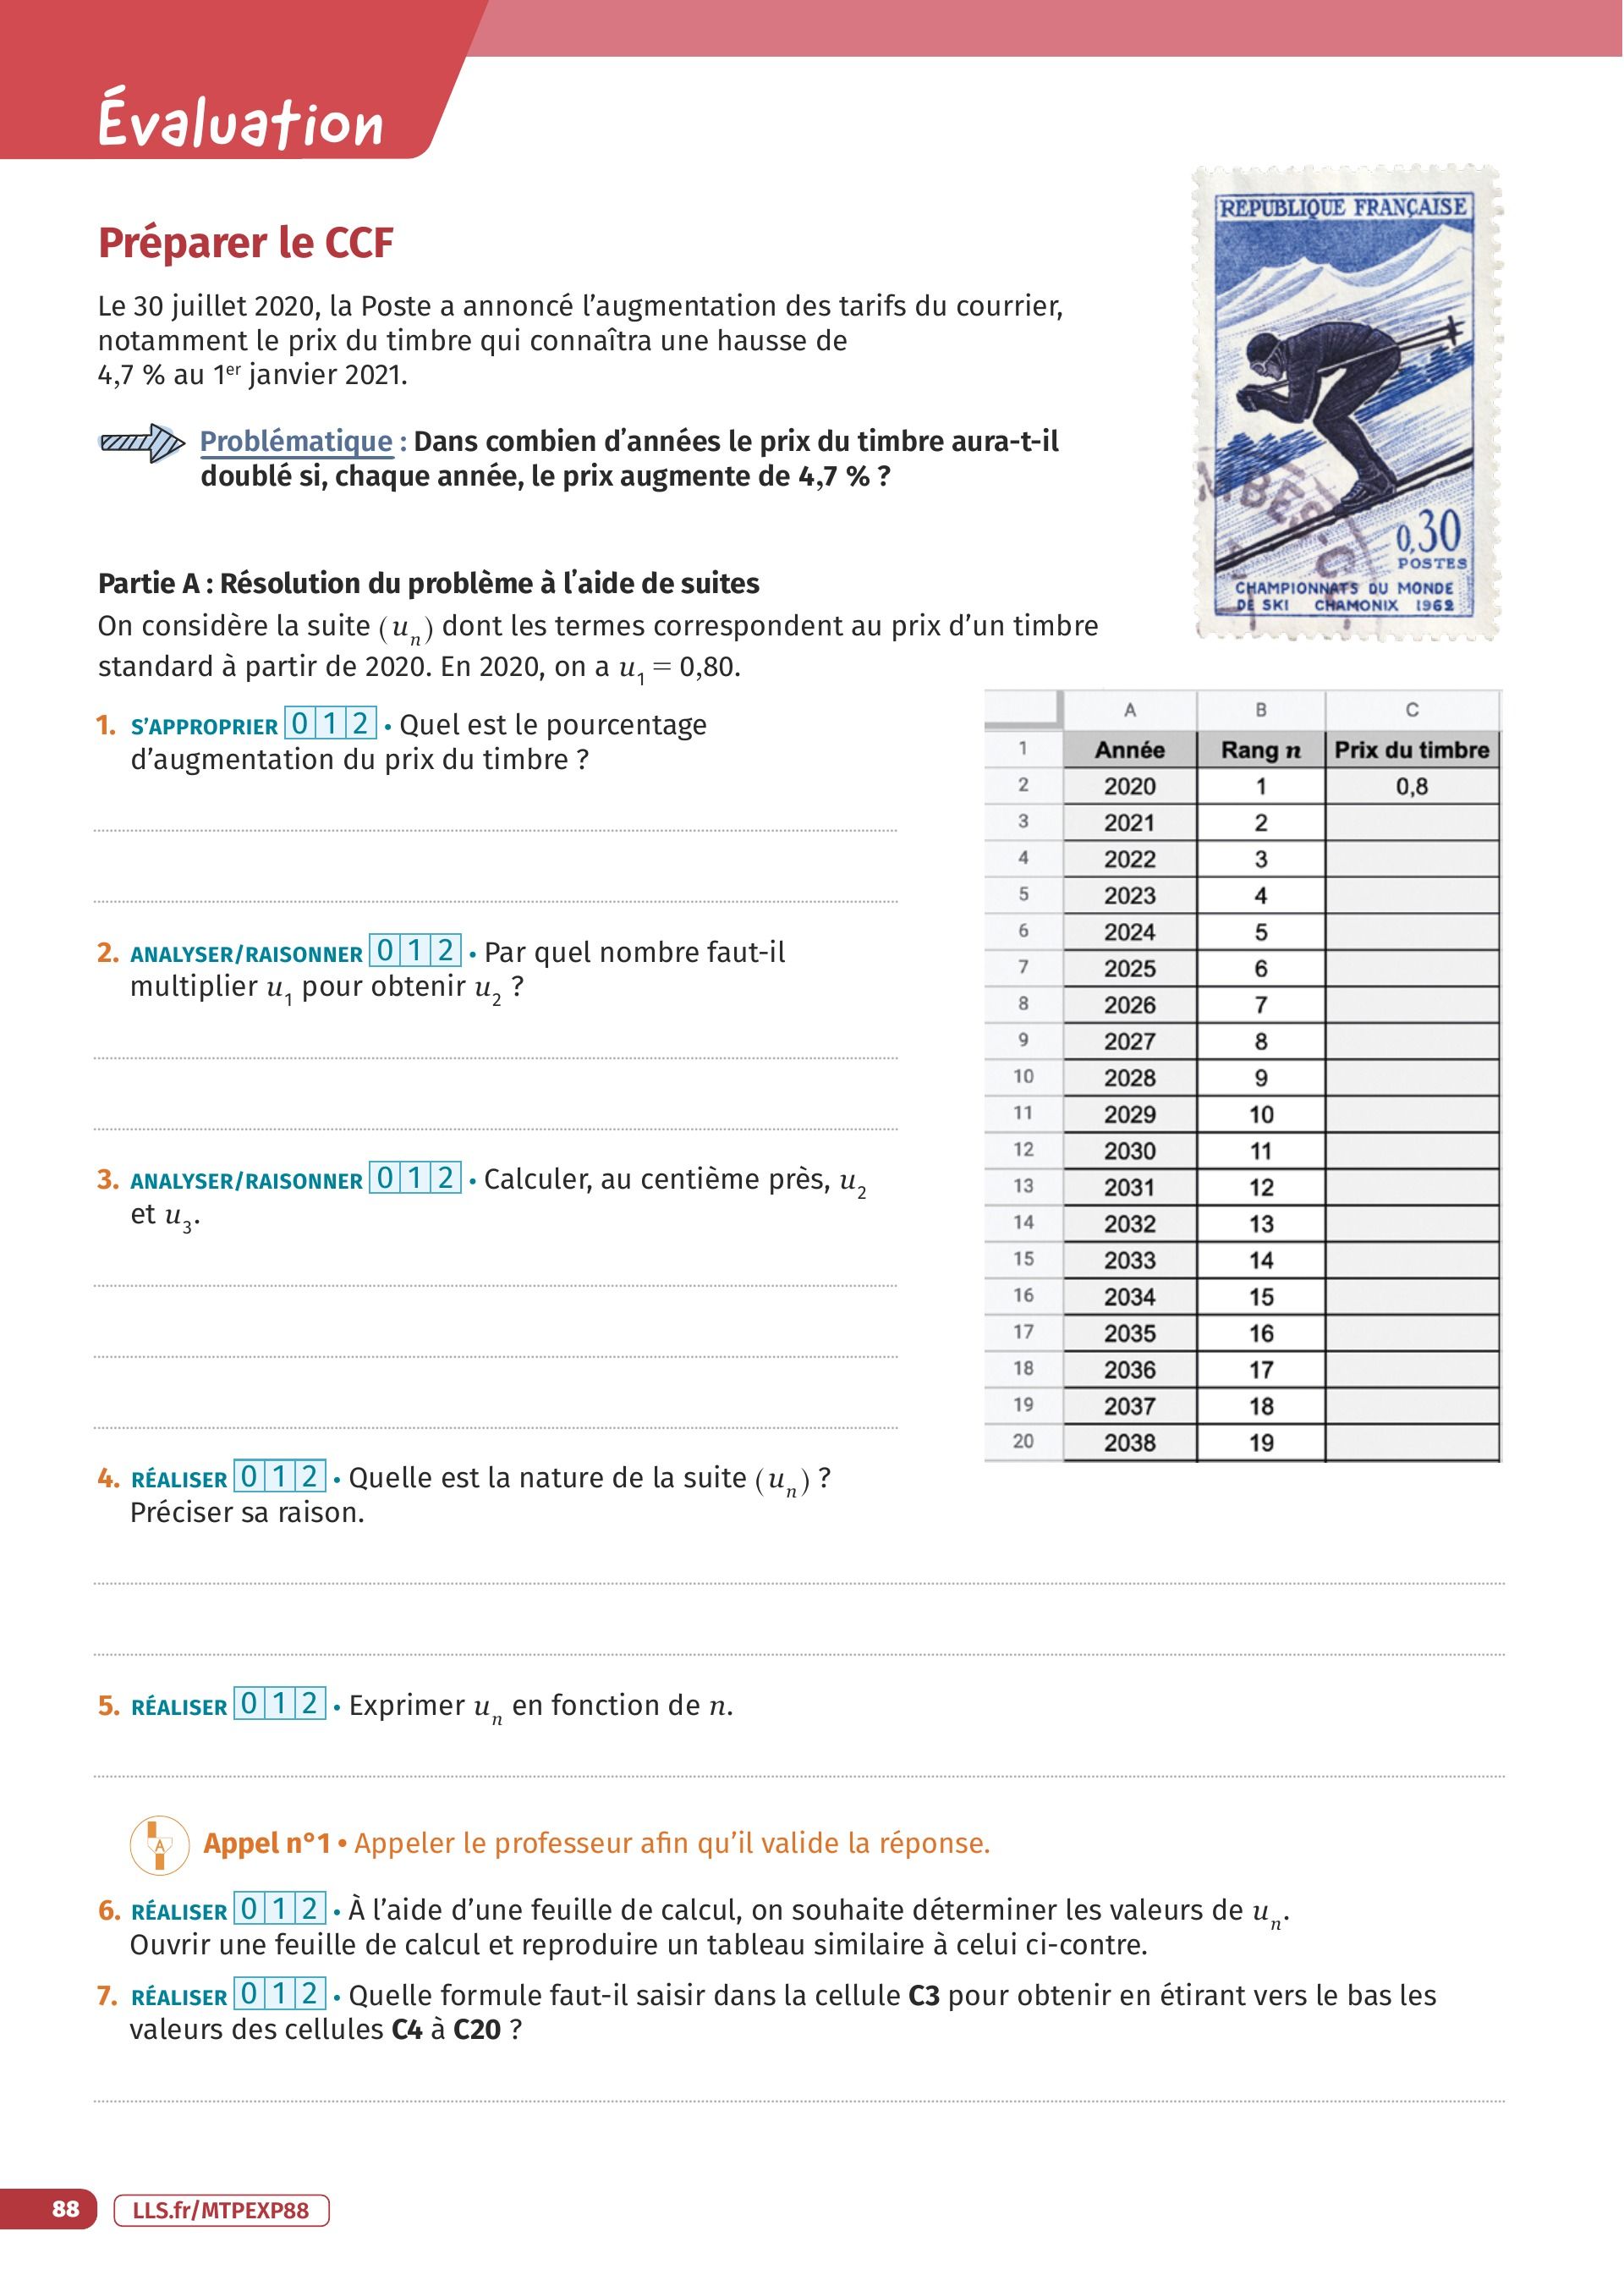 Évaluation
Préparer le CCF
Le 30 juillet 2020, la Poste a annoncé l'augmentation des tarifs du courrier,
notamment le prix du timbre qui connaîtra une hausse de
4,7 % au 1er janvier 2021.
Problématique : Dans combien d'années le prix du timbre aura-t-il
doublé si, chaque année, le prix augmente de 4,7 % ?
REPUBLIQUE FRANÇAISE
0,30
POSTES
CHAMPIONNATS DU MONDE
DE SKI CHAMONIX 1962
Partie A : Résolution du problème à l'aide de suites
On considère la suite (u_n) dont les termes correspondent au prix d'un timbre
standard à partir de 2020. En 2020, on a u_1 = 0,80.
1. S'APPROPRIER 0 1 2 • Quel est le pourcentage
d'augmentation du prix du timbre ?
2. ANALYSER/RAISONNER 0 1 2 • Par quel nombre faut-il
multiplier u_1 pour obtenir u_2 ?
3. ANALYSER/RAISONNER 0 1 2 • Calculer, au centième près, u_2
et u_3.
A B C
1 Année Rang n Prix du timbre
2 2020 1 0,8
3 2021 2
4 2022 3
5 2023 4
6 2024 5
7 2025 6
8 2026 7
9 2027 8
10 2028 9
11 2029 10
12 2030 11
13 2031 12
14 2032 13
15 2033 14
16 2034 15
17 2035 16
18 2036 17
19 2037 18
20 2038 19
4. RÉALISER 0 1 2 • Quelle est la nature de la suite (u_n) ?
Préciser sa raison.
5. RÉALISER 0 1 2 • Exprimer u_n en fonction de n.
A
Appel n°1 • Appeler le professeur afin qu'il valide la réponse.
6. RÉALISER 0 1 2 • À l'aide d'une feuille de calcul, on souhaite déterminer les valeurs de u_n.
Ouvrir une feuille de calcul et reproduire un tableau similaire à celui ci-contre.
7. RÉALISER 0 1 2 • Quelle formule faut-il saisir dans la cellule C3 pour obtenir en étirant vers le bas les
valeurs des cellules C4 à C20 ?
88
LLS.fr/MTPEXP88